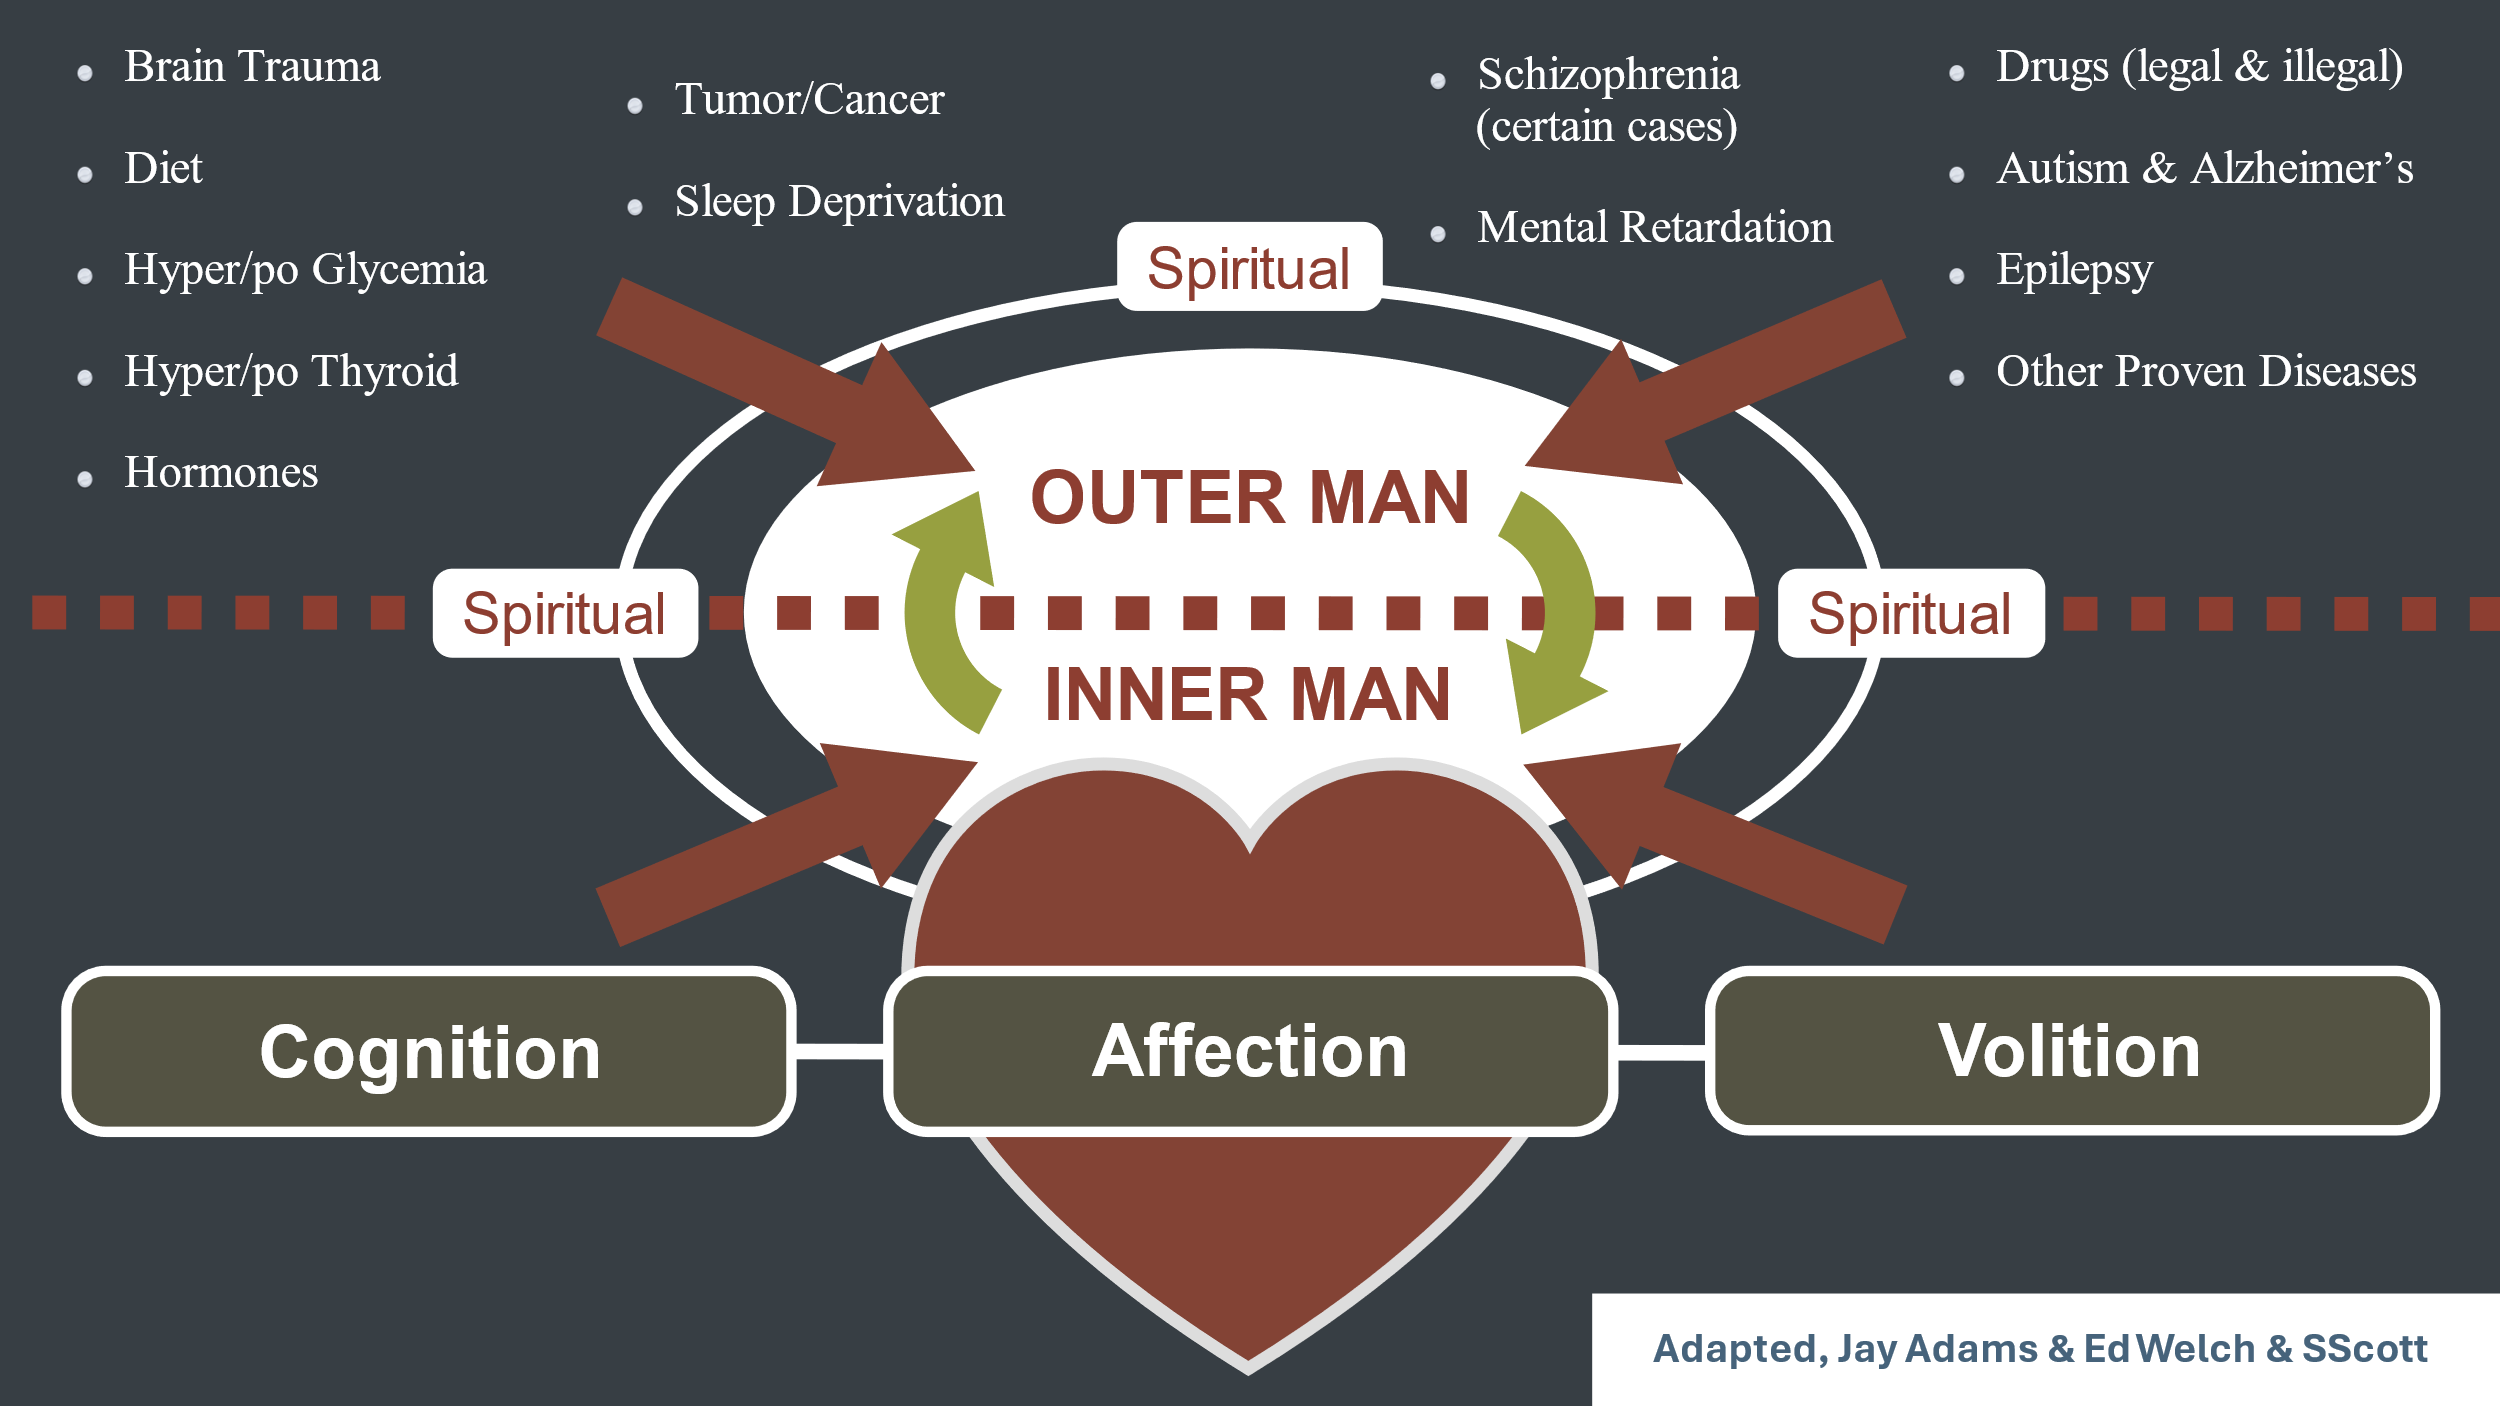 Brain Trauma
Diet
Hyper/po Glycemia
Hyper/po Thyroid
Hormones
Tumor/Cancer
Sleep Deprivation
Schizophrenia
(certain cases)
Mental Retardation
Drugs (legal & illegal)
Autism & Alzheimer’s
Epilepsy
Other Proven Diseases
Spiritual
OUTER MAN
Spiritual
Spiritual
INNER MAN
Cognition
Affection
Volition
Adapted, Jay Adams & Ed Welch & SScott